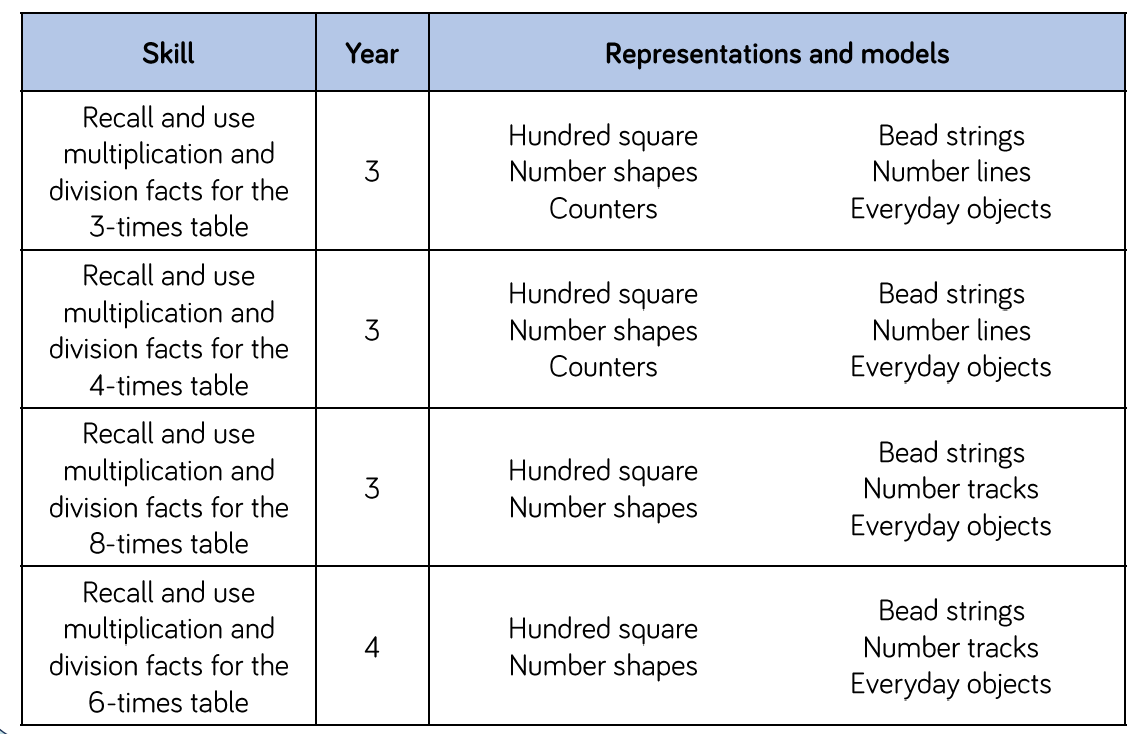 Skill
Year
Representations and models
Recall and use
multiplication and
division facts for the
3-times table
3
Hundred square
Number shapes
Counters
Bead strings
Number lines
Everyday objects
Recall and use
multiplication and
division facts for the
4-times table
3
Hundred square
Number shapes
Counters
Bead strings
Number lines
Everyday objects
Recall and use
multiplication and
division facts for the
8-times table
3
Hundred square
Number shapes
Bead strings
Number tracks
Everyday objects
Recall and use
multiplication and
division facts for the
6-times table
4
Hundred square
Number shapes
Bead strings
Number tracks
Everyday objects